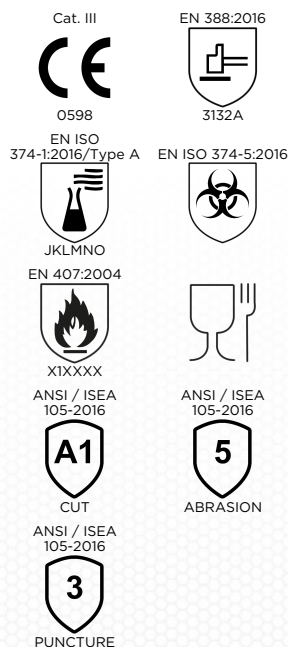 Cat. III
CE
0598
EN 388:2016
3132A
EN ISO
374-1:2016/Type A
JKLMNO
EN ISO 374-5:2016
EN 407:2004
X1XXXX
ANSI / ISEA
105-2016
A1
CUT
ANSI / ISEA
105-2016
5
ABRASION
ANSI / ISEA
105-2016
3
PUNCTURE